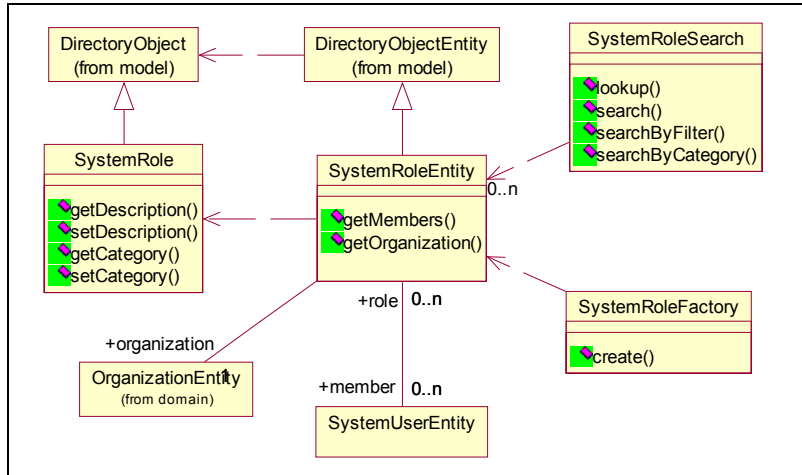 DirectoryObject
(from model)
DirectoryObjectEntity
(from model)
SystemRoleSearch
lookup()
search()
searchByFilter()
searchByCategory()
SystemRole
getDescription()
setDescription()
getCategory()
setCategory()
SystemRoleEntity
getMembers()
getOrganization()
0..n
+role
0..n
SystemRoleFactory
create()
+organization
1
OrganizationEntity
(from domain)
+member
0..n
SystemUserEntity